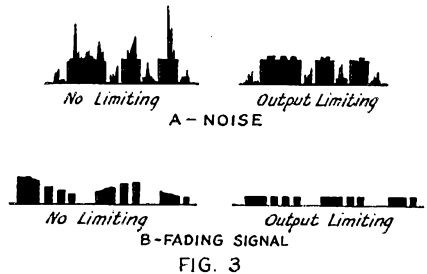 No Limiting Output Limiting
A - NOISE
No Limiting Output Limiting
B-FADING SIGNAL
FIG. 3